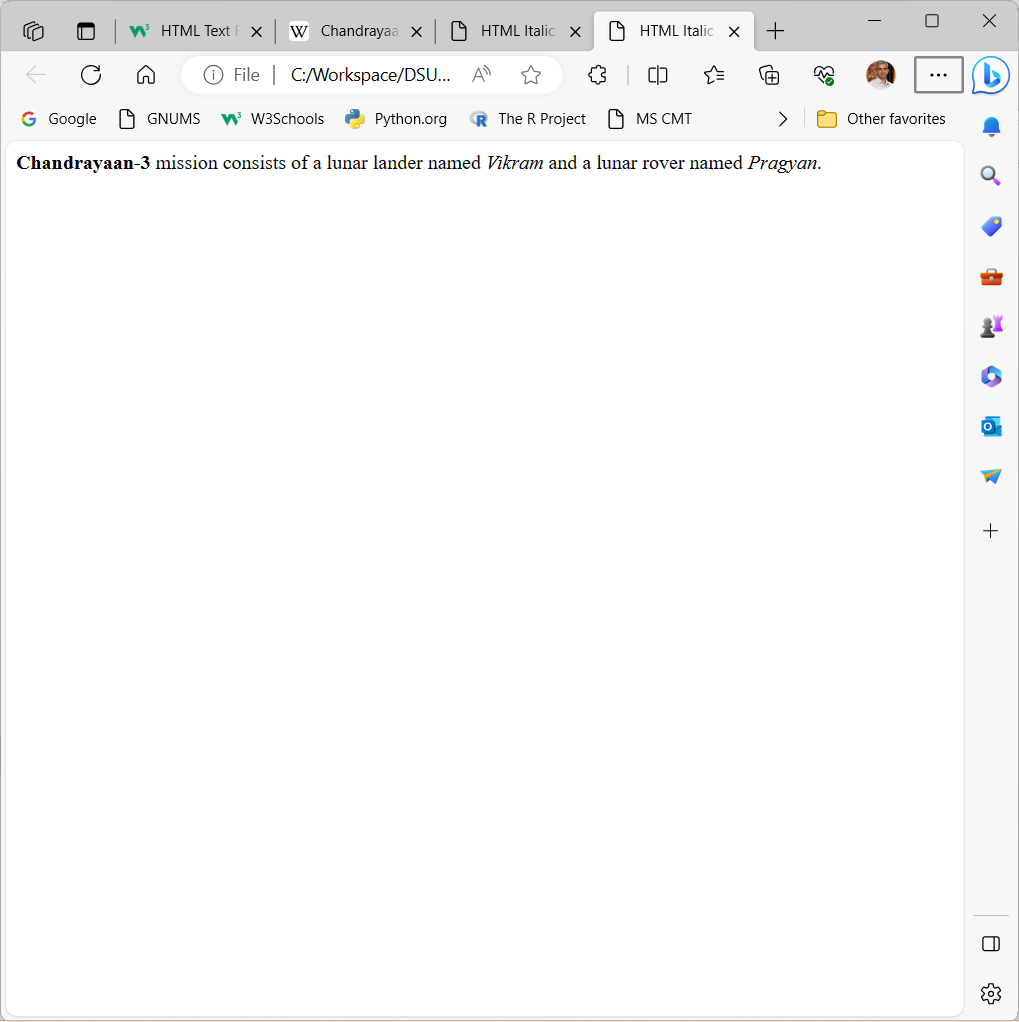 HTML Text F
Chandrayaa
HTML Italic
HTML Italic
File
C:/Workspace/DSU...
Google
GNUMS
W3Schools
Python.org
The R Project
MS CMT
Other favorites
Chandrayaan-3 mission consists of a lunar lander named Vikram and a lunar rover named Pragyan.